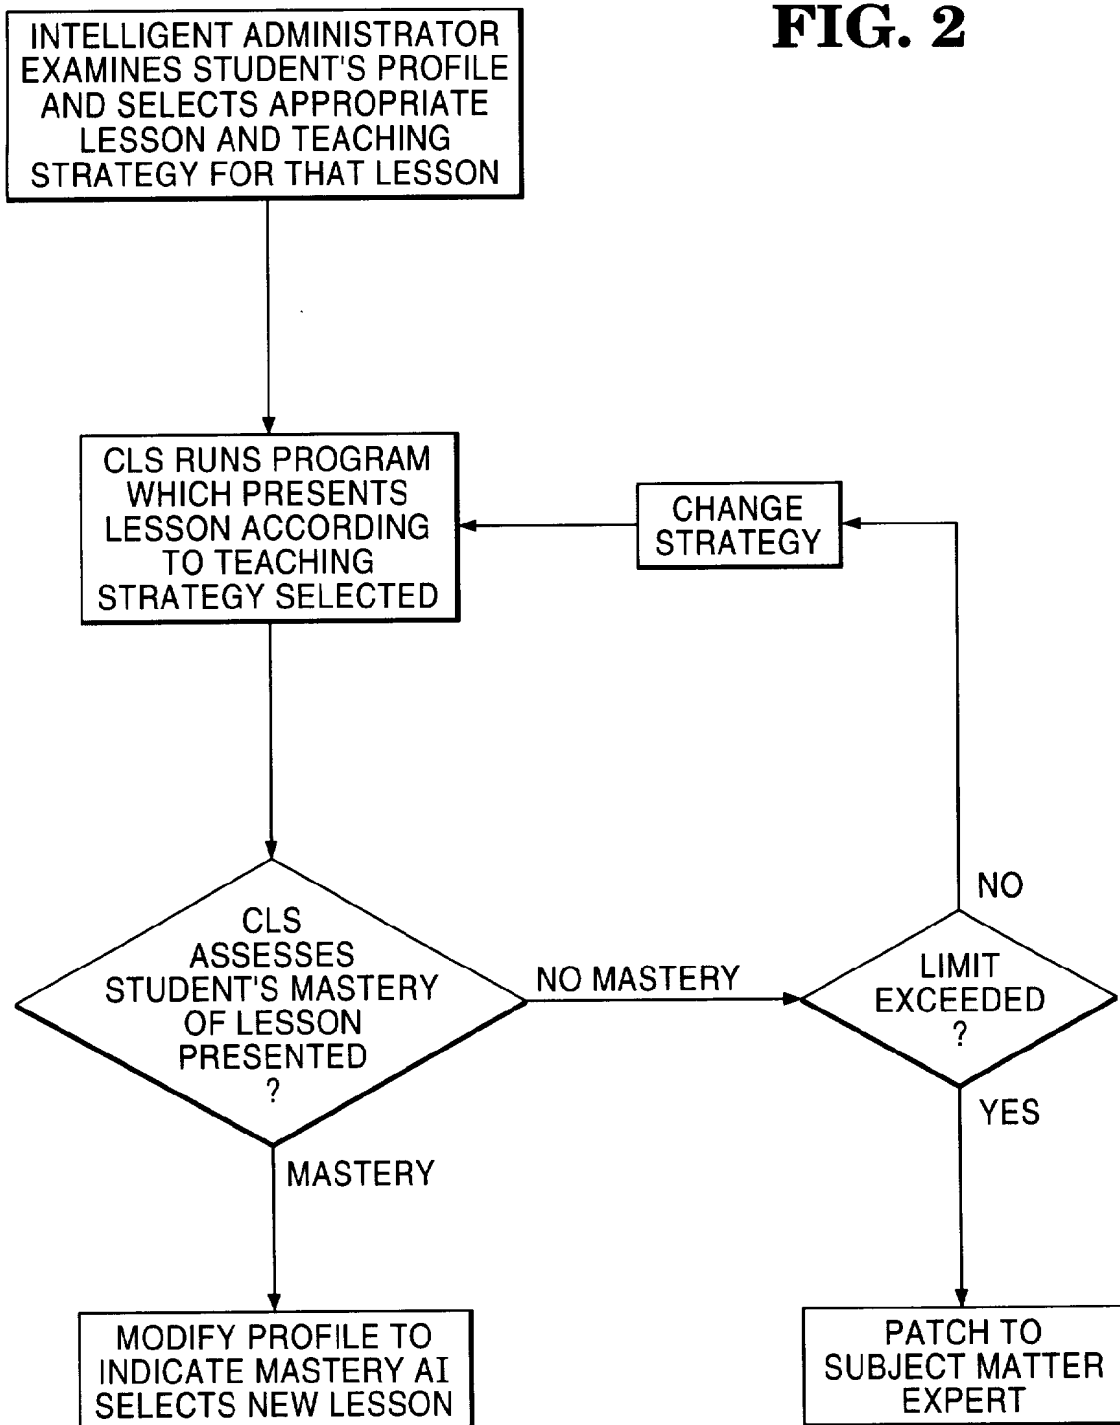 FIG. 2
INTELLIGENT ADMINISTRATOR
EXAMINES STUDENT'S PROFILE
AND SELECTS APPROPRIATE
LESSON AND TEACHING
STRATEGY FOR THAT LESSON
CLS RUNS PROGRAM
WHICH PRESENTS
LESSON ACCORDING
TO TEACHING
STRATEGY SELECTED
CHANGE
STRATEGY
CLS
ASSESSES
STUDENT'S MASTERY
OF LESSON
PRESENTED
?
NO MASTERY
LIMIT
EXCEEDED
?
NO
YES
MASTERY
MODIFY PROFILE TO
INDICATE MASTERY AI
SELECTS NEW LESSON
PATCH TO
SUBJECT MATTER
EXPERT